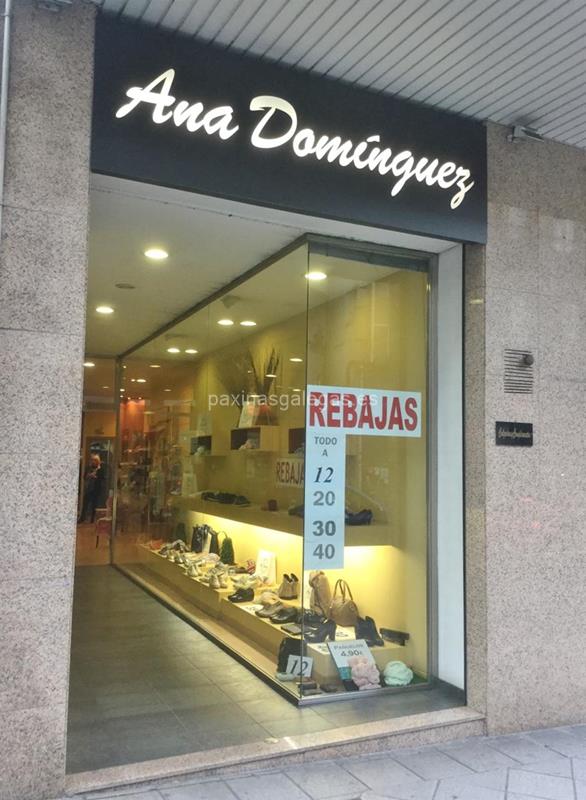 Ana Domínguez
paxinasgalegas.es
REBAJAS
TODO
A
12
20
30
40
REBAJAS
PAÑUELOS
4,90€
12